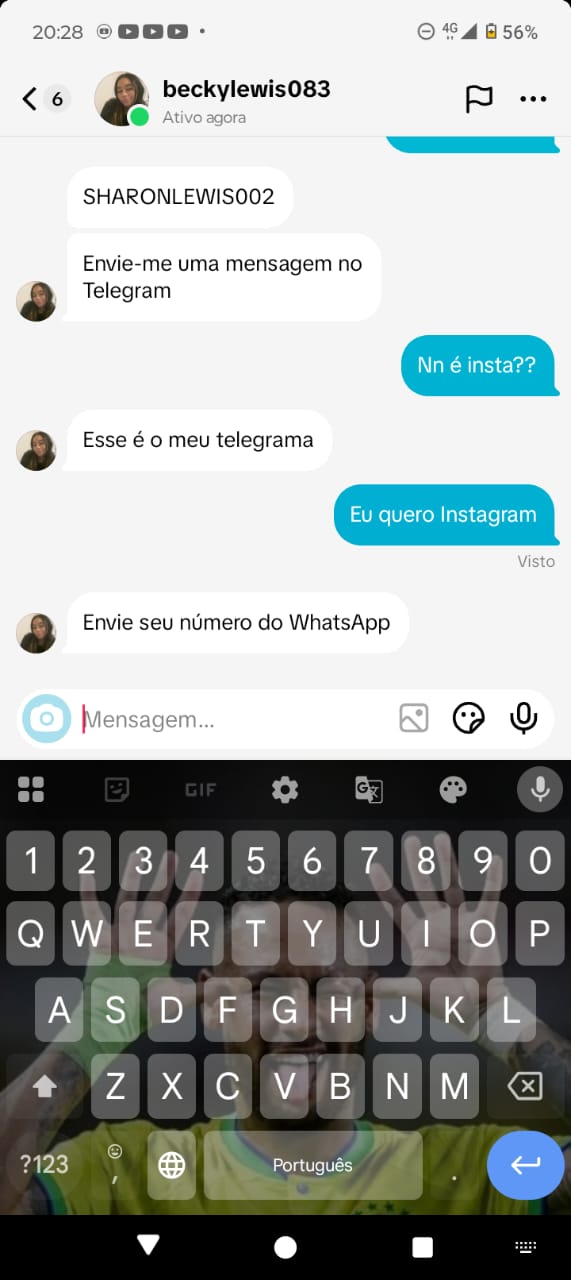 20:28
4G
56%
6
beckylewis083
Ativo agora
SHARONLEWIS002
Envie-me uma mensagem no
Telegram
Nn é insta??
Esse é o meu telegrama
Eu quero Instagram
Visto
Envie seu número do WhatsApp
Mensagem...
GIF
1 2 3 4 5 6 7 8 9 0
Q W E R T Y U I O P
A S D F G H J K L
Z X C V B N M
?123 , Português .